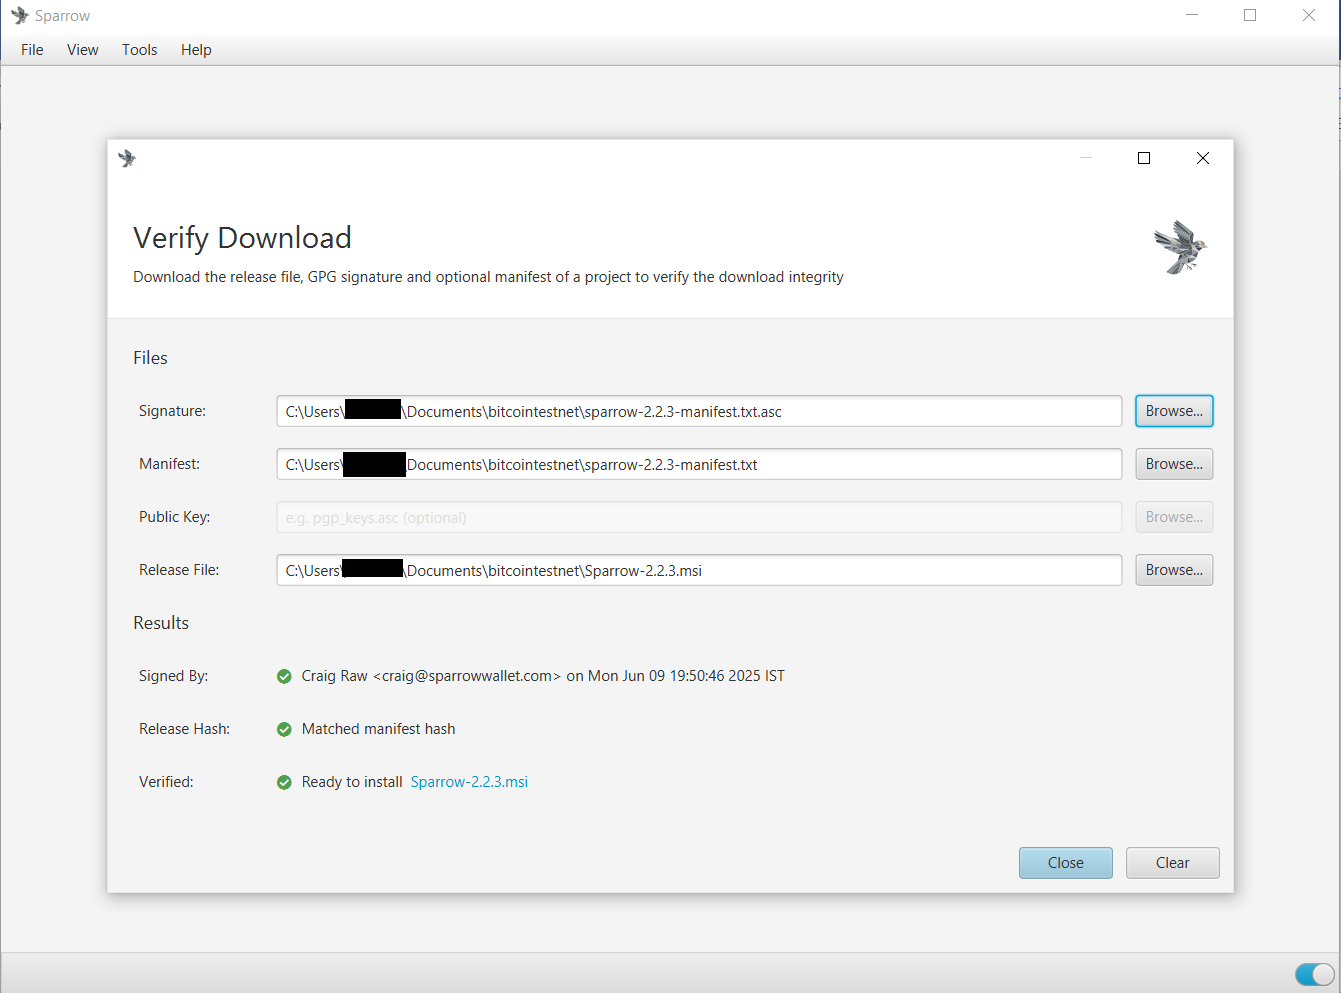 Sparrow
File View Tools Help
Verify Download
Download the release file, GPG signature and optional manifest of a project to verify the download integrity
Files
Signature: C:\Users\ \Documents\bitcointestnet\sparrow-2.2.3-manifest.txt.asc Browse...
Manifest: C:\Users\ Documents\bitcointestnet\sparrow-2.2.3-manifest.txt Browse...
Public Key: e.g. pgp_keys.asc (optional) Browse...
Release File: C:\Users\ \Documents\bitcointestnet\Sparrow-2.2.3.msi Browse...
Results
Signed By: Craig Raw <craig@sparrowwallet.com> on Mon Jun 09 19:50:46 2025 IST
Release Hash: Matched manifest hash
Verified: Ready to install Sparrow-2.2.3.msi
Close Clear